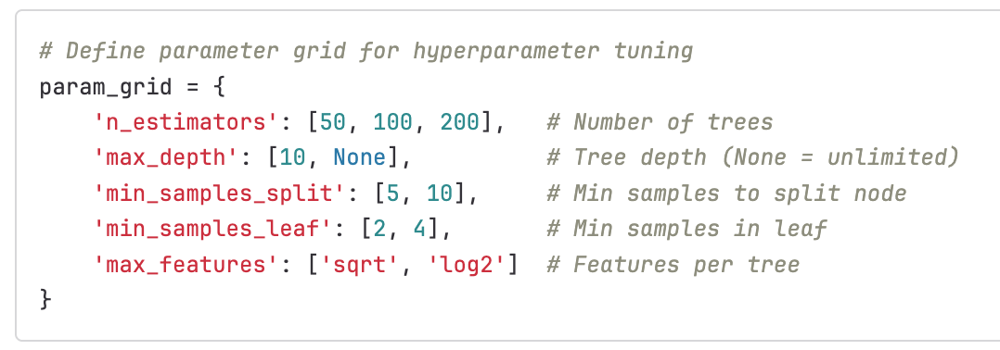 # Define parameter grid for hyperparameter tuning
param_grid = {
    'n_estimators': [50, 100, 200],   # Number of trees
    'max_depth': [10, None],          # Tree depth (None = unlimited)
    'min_samples_split': [5, 10],     # Min samples to split node
    'min_samples_leaf': [2, 4],       # Min samples in leaf
    'max_features': ['sqrt', 'log2']  # Features per tree
}